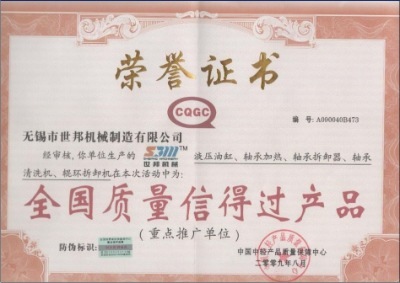 荣誉证书
CQGC
编 号: A000040B473
无锡市世邦机械制造有限公司
经审核,你单位生产的 SBM 世邦机械 TM 液压油缸、轴承加热、轴承拆卸器、轴承
清洗机、辊环拆卸机在本次活动中为:
全国质量信得过产品
(重点推广单位)
防伪标识:
中国中轻产品质量保障中心
二零零九年八月